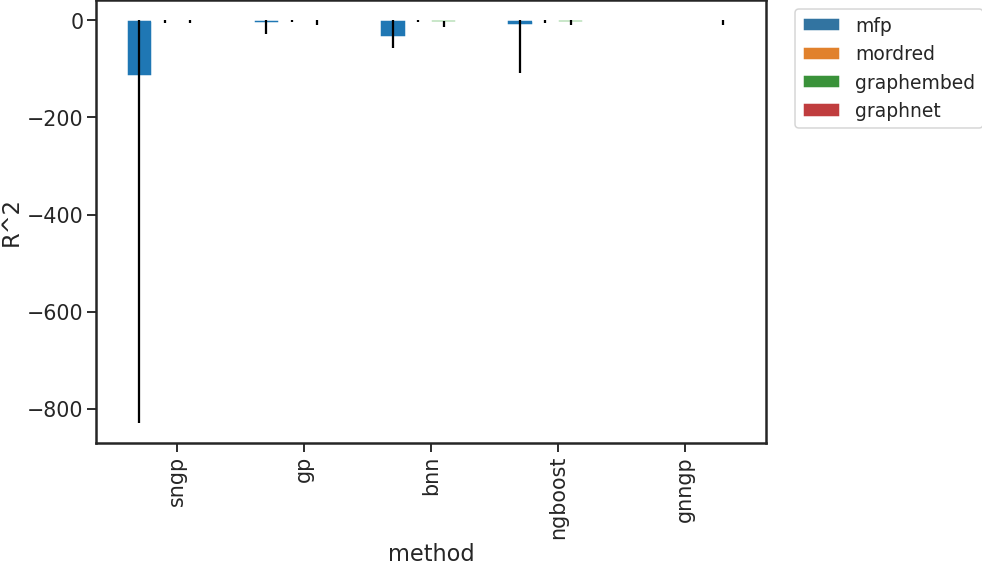 0
−200
−400
−600
−800
R^2
sngp
gp
bnn
ngboost
gnngp
method
mfp
mordred
graphembed
graphnet